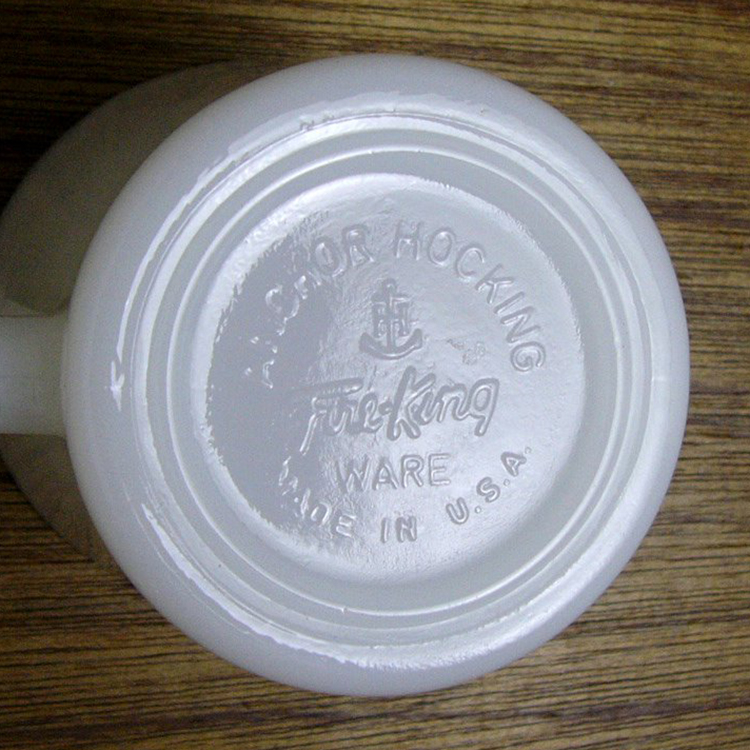 ANCHOR HOCKING
Fire-King
WARE
MADE IN U.S.A.